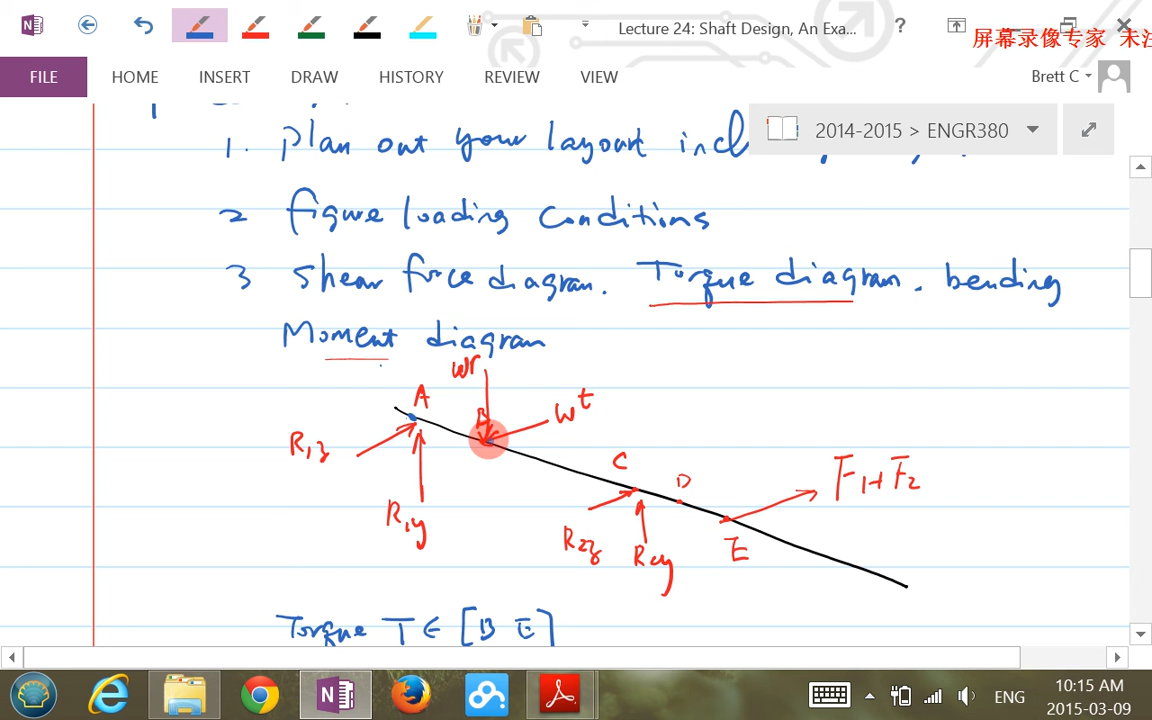 Lecture 24: Shaft Design, An Exa...
?
屏幕录像专家 未注
FILE HOME INSERT DRAW HISTORY REVIEW VIEW
Brett C
2014-2015 > ENGR380
1. Plan out your layout incl
2 figure loading conditions
3 Shear force diagram. Torque diagram. bending
Moment diagram
Wr
A
B
Wt
R1z
R1y
C
D
F1+F2
R2z
E
Torque T ∈ [B E]
ENG
10:15 AM
2015-03-09